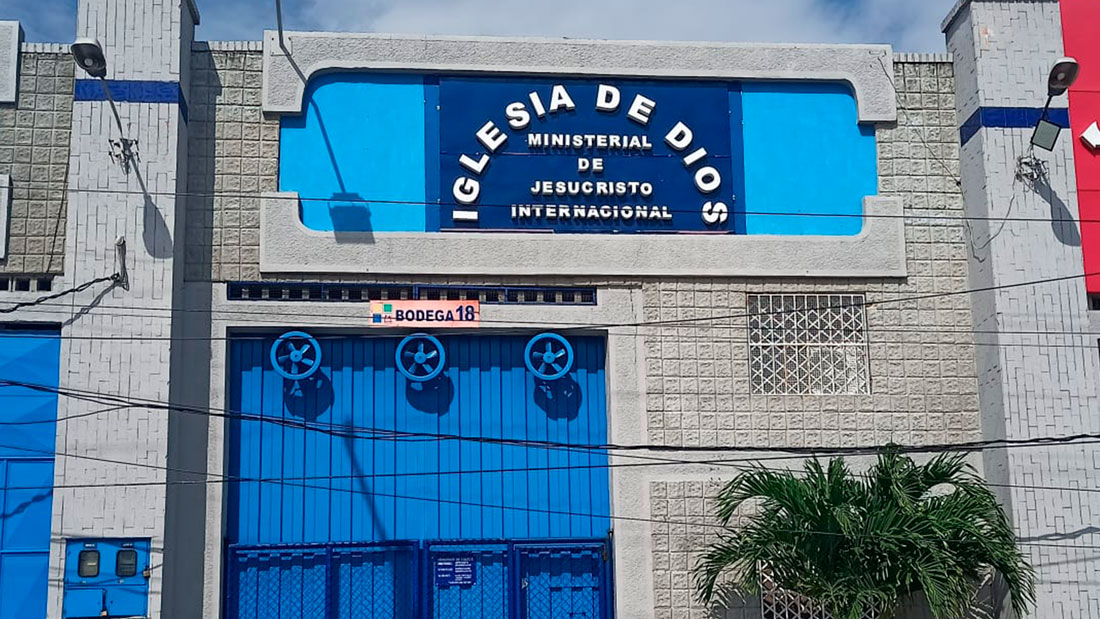 IGLESIA DE DIOS
MINISTERIAL
DE
JESUCRISTO
INTERNACIONAL
BODEGA 18